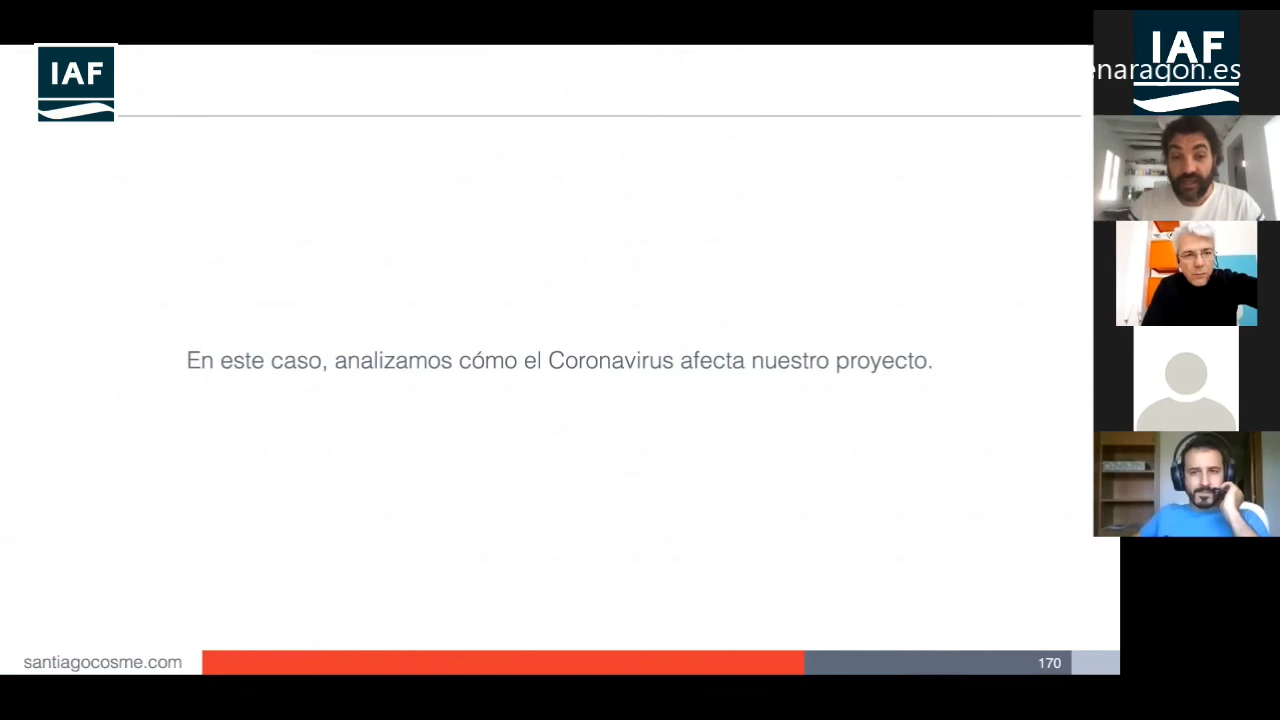 IAF
IAF
enaragon.es
En este caso, analizamos cómo el Coronavirus afecta nuestro proyecto.
santiagocosme.com
170